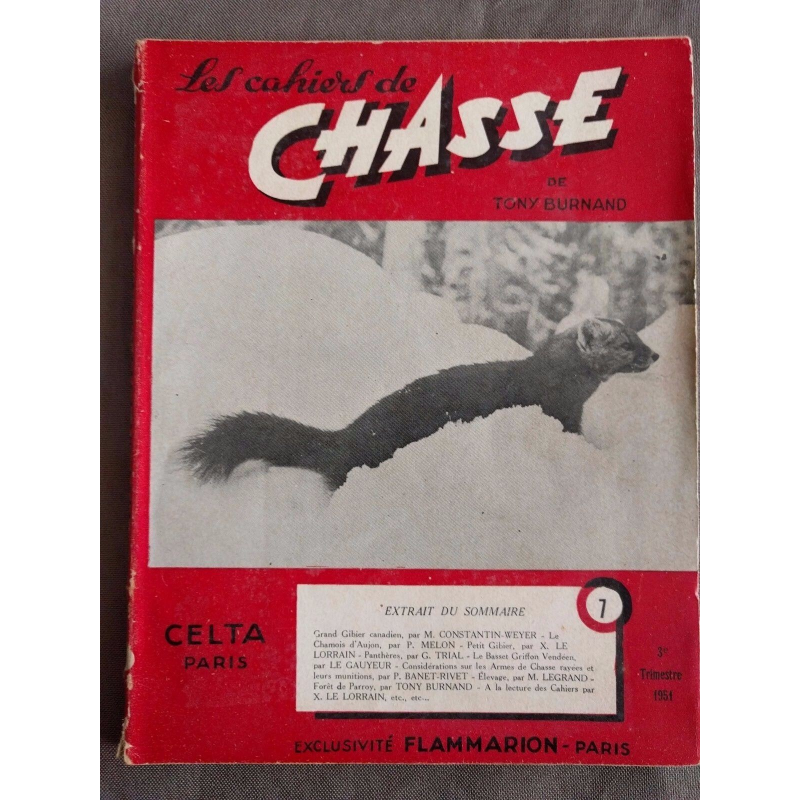 Les cahiers de
CHASSE
DE
TONY BURNAND
CELTA
PARIS
EXTRAIT DU SOMMAIRE
Grand Gibier canadien, par M. CONSTANTIN-WEYER - Le
Chamois d'Aujon, par P. MELON - Petit Gibier, par X. LE
LORRAIN - Panthères, par G. TRIAL - Le Basset Griffon Vendéen,
par LE GAUYEUR - Considérations sur les Armes de Chasse rayées et
leurs munitions, par P. BANET-RIVET - Élevage, par M. LEGRAND -
Forêt de Parroy, par TONY BURNAND - A la lecture des Cahiers par
X. LE LORRAIN, etc., etc...
7
3e
Trimestre
1951
EXCLUSIVITÉ FLAMMARION - PARIS